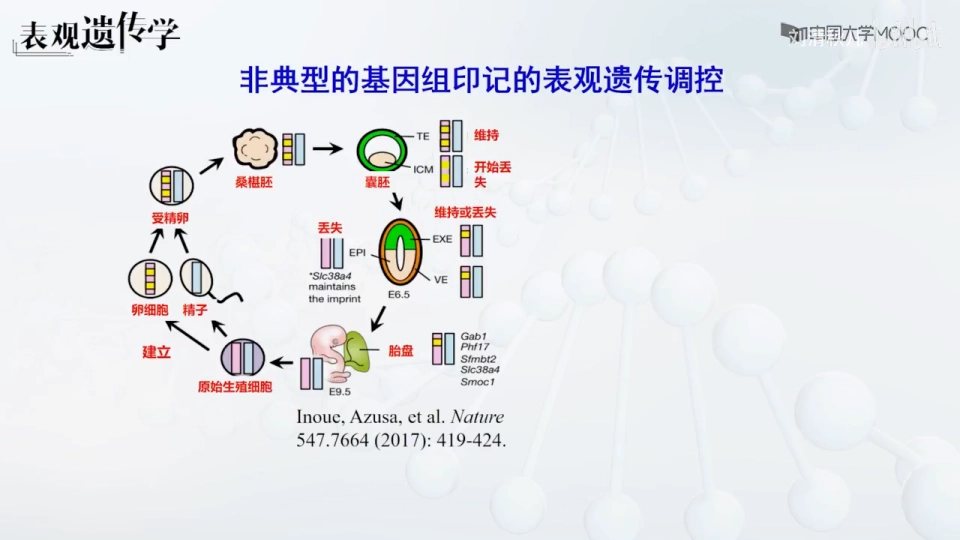 表观遗传学
中国大学MOOC
非典型的基因组印记的表观遗传调控
TE
维持
ICM
开始丢
失
桑椹胚
囊胚
受精卵
维持或丢失
丢失
EXE
EPI
VE
*Slc38a4
maintains
the imprint
E6.5
卵细胞
精子
建立
胎盘
Gab1
Phf17
Sfmbt2
Slc38a4
Smoc1
原始生殖细胞
E9.5
Inoue, Azusa, et al. Nature
547.7664 (2017): 419-424.